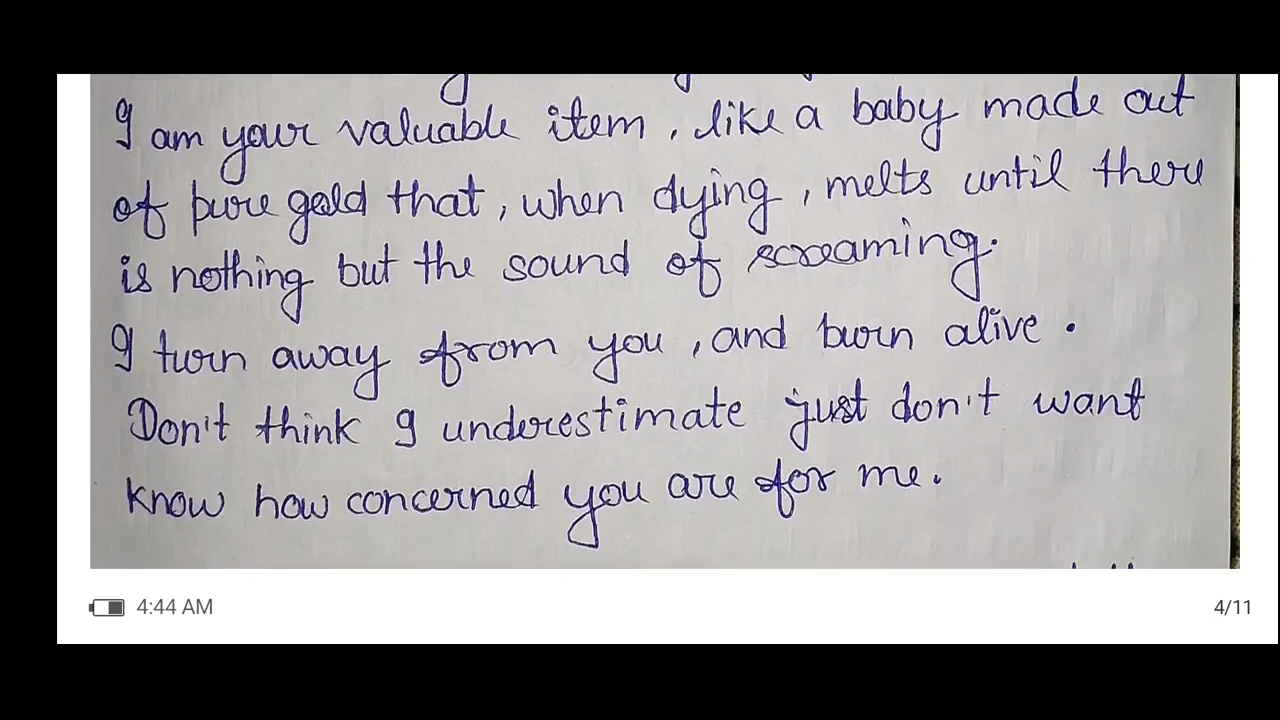 I am your valuable item, like a baby made out
of pure gold that, when dying, melts until there
is nothing but the sound of screaming.
I turn away from you, and burn alive.
Don't think I underestimate just don't want
know how concerned you are for me.
4:44 AM
4/11